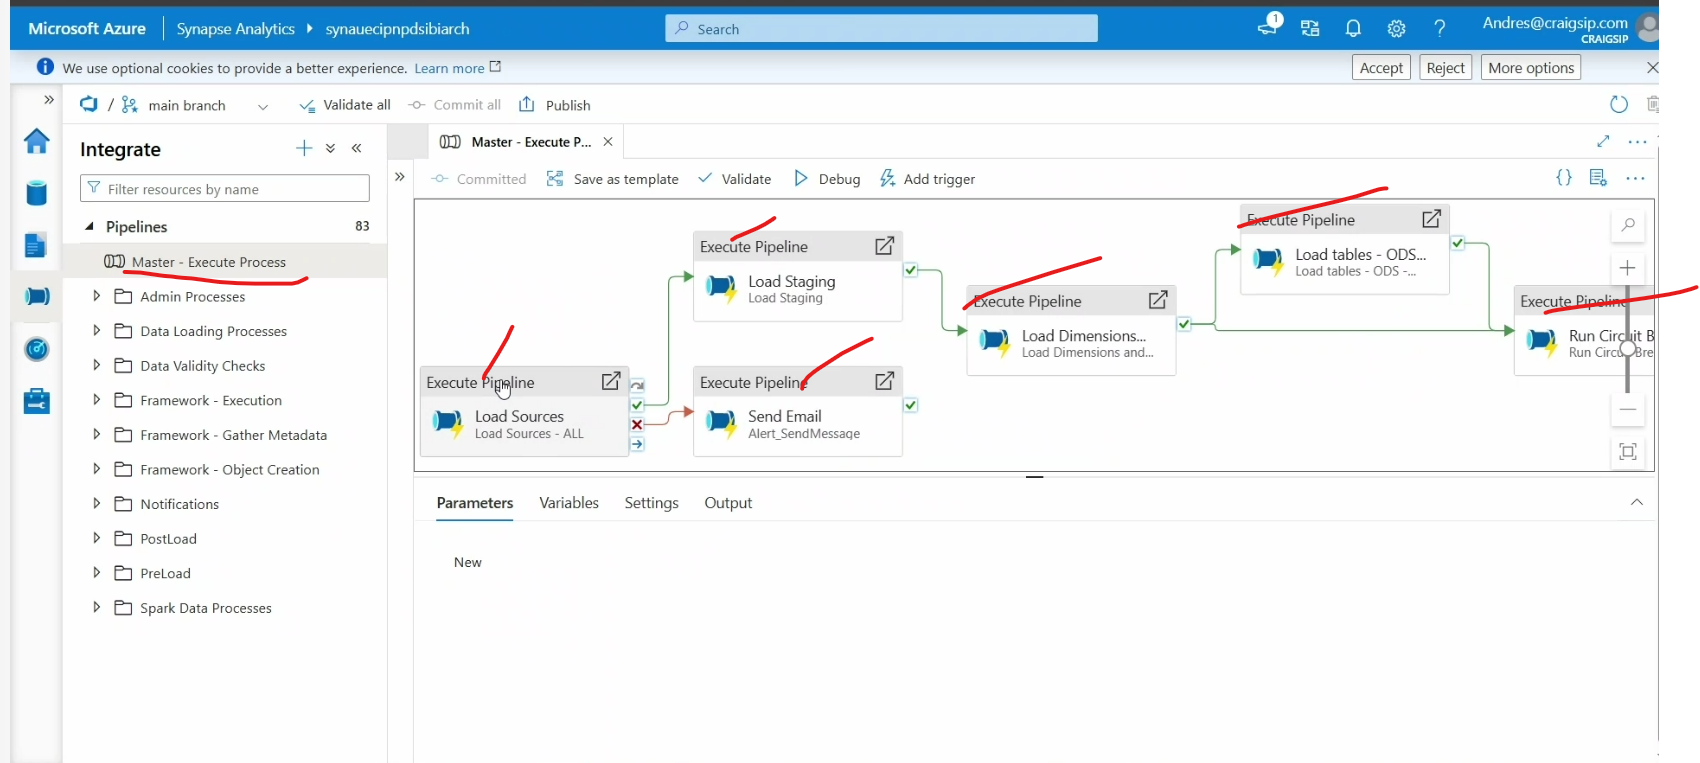 Microsoft Azure
Synapse Analytics
synauecipnpdsibiarch
Search
1
Andres@craigsip.com
CRAIGSIP
We use optional cookies to provide a better experience. Learn more
Accept
Reject
More options
/ main branch
Validate all
Commit all
Publish
Integrate
Filter resources by name
Pipelines 83
Master - Execute Process
Admin Processes
Data Loading Processes
Data Validity Checks
Framework - Execution
Framework - Gather Metadata
Framework - Object Creation
Notifications
PostLoad
PreLoad
Spark Data Processes
Master - Execute P...
Committed
Save as template
Validate
Debug
Add trigger
Execute Pipeline
Load Sources
Load Sources - ALL
Execute Pipeline
Load Staging
Load Staging
Execute Pipeline
Send Email
Alert_SendMessage
Execute Pipeline
Load Dimensions...
Load Dimensions and...
Execute Pipeline
Load tables - ODS...
Load tables - ODS -...
Execute Pipeline
Run Circuit B
Run Circuit Bre
Parameters
Variables
Settings
Output
New